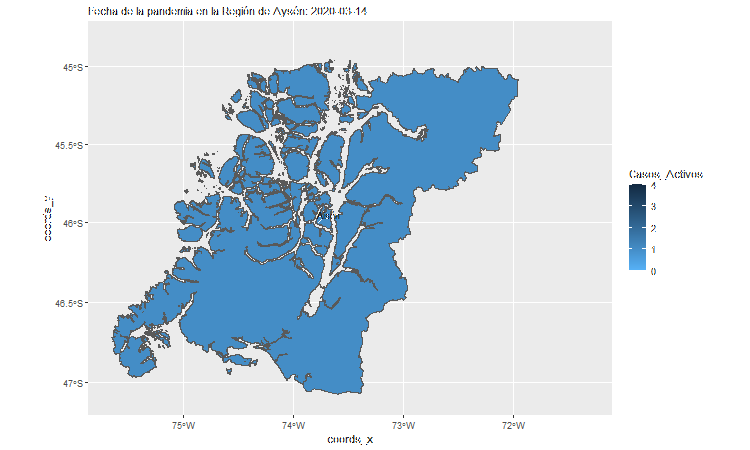 Fecha de la pandemia en la Región de Aysén: 2020-03-14
45°S
45.5°S
46°S
46.5°S
47°S
coords_y
75°W
74°W
73°W
72°W
coords_x
Casos_Activos
4
3
2
1
0